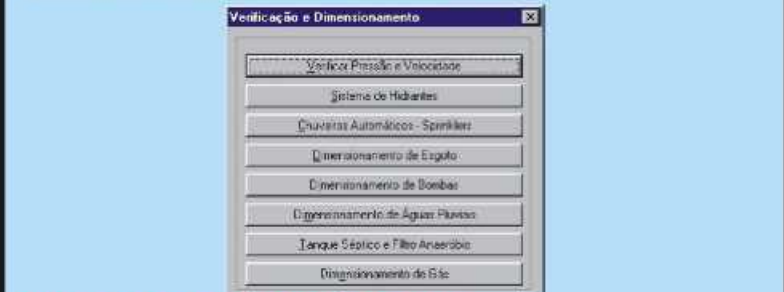 Verificação e Dimensionamento
Verificar Pressão e Velocidade
Sistema de Hidrantes
Chuveiros Automáticos - Sprinklers
Dimensionamento de Esgoto
Dimensionamento de Bombas
Dimensionamento de Águas Pluviais
Tanque Séptico e Filtro Anaeróbio
Dimensionamento de Gás